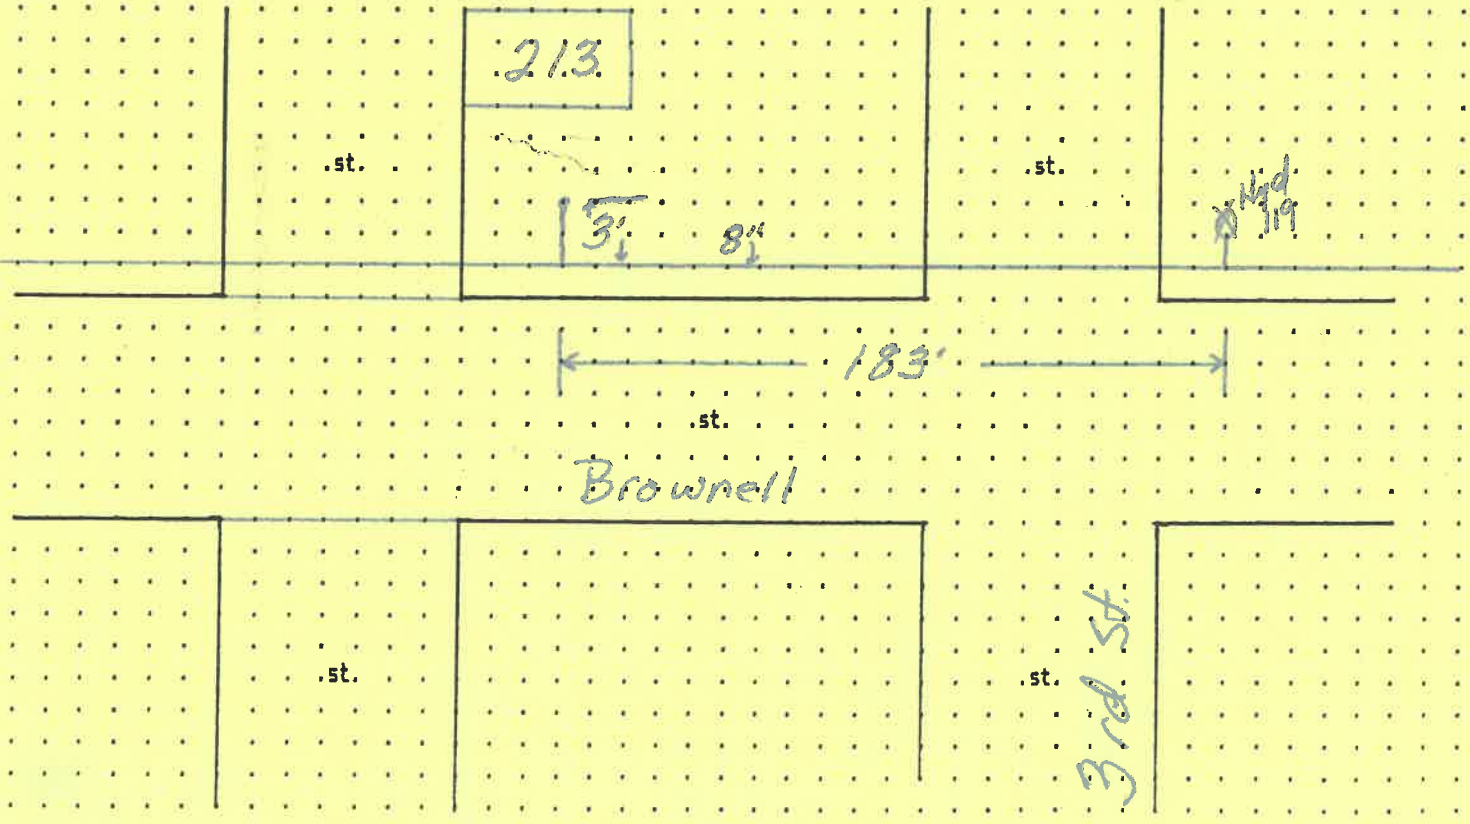 213
.st.
.st.
Hyd
119
3'
8"
183'
.st.
Brownell
.st.
.st.
3rd St.